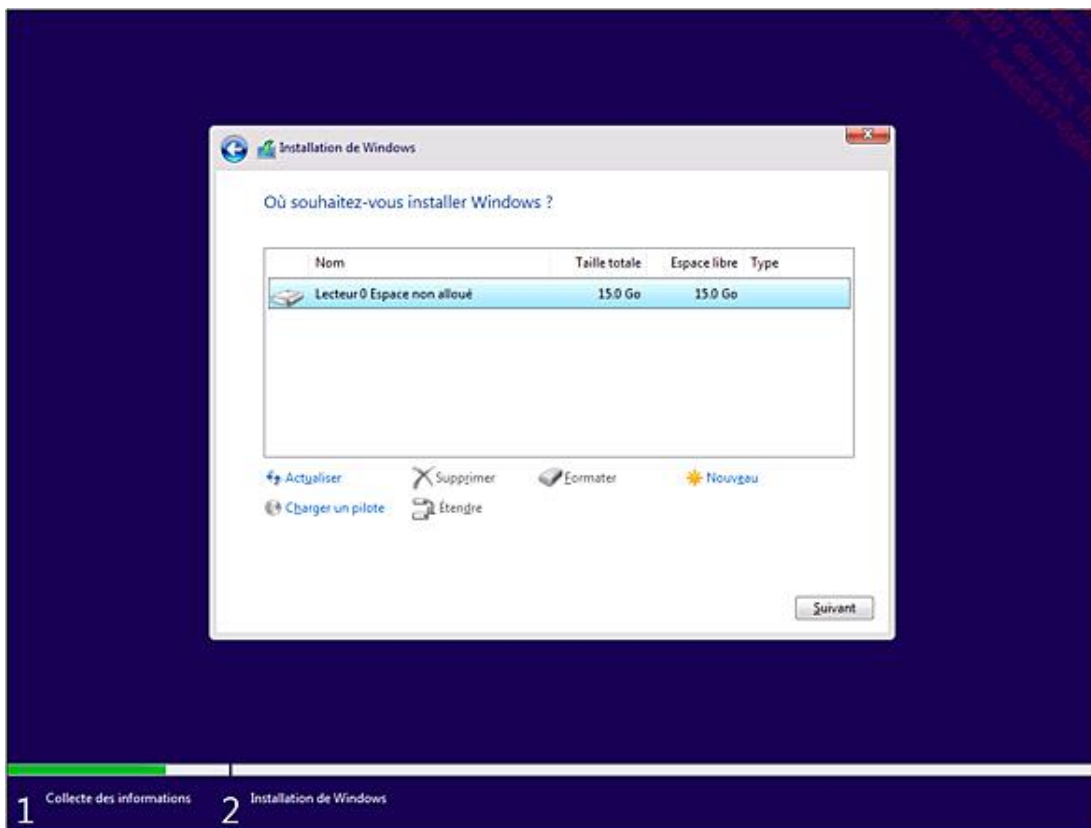 Installation de Windows
Où souhaitez-vous installer Windows ?
Nom Taille totale Espace libre Type
Lecteur 0 Espace non alloué 15.0 Go 15.0 Go
Actualiser Supprimer Formater Nouveau
Charger un pilote Étendre
Suivant
1 Collecte des informations 2 Installation de Windows